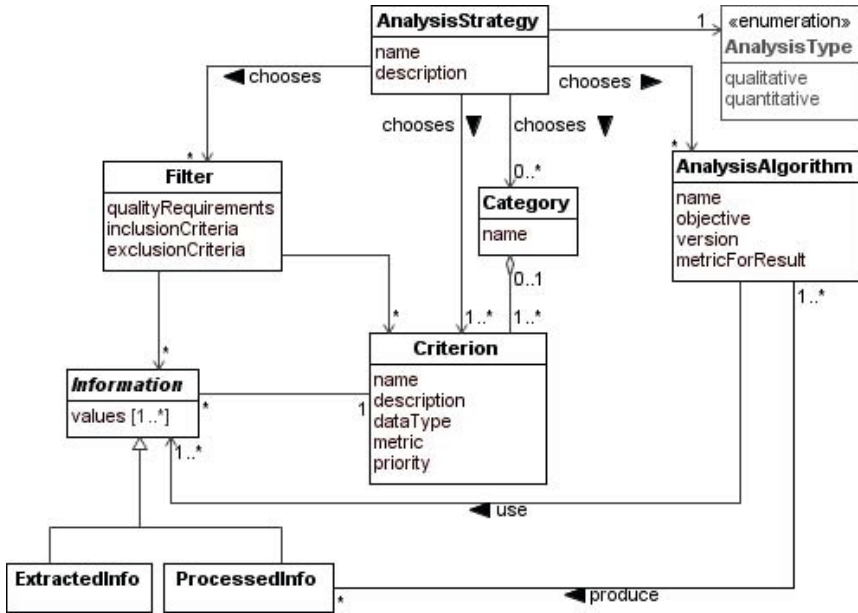 AnalysisStrategy
name
description
1
«enumeration»
AnalysisType
qualitative
quantitative
chooses
chooses
chooses
chooses
*
Filter
qualityRequirements
inclusionCriteria
exclusionCriteria
0..*
Category
name
0..1
*
AnalysisAlgorithm
name
objective
version
metricForResult
1..*
*
1..*
1..*
*
Information
values [1..*]
*
1
1..*
Criterion
name
description
dataType
metric
priority
use
ExtractedInfo
ProcessedInfo
*
produce